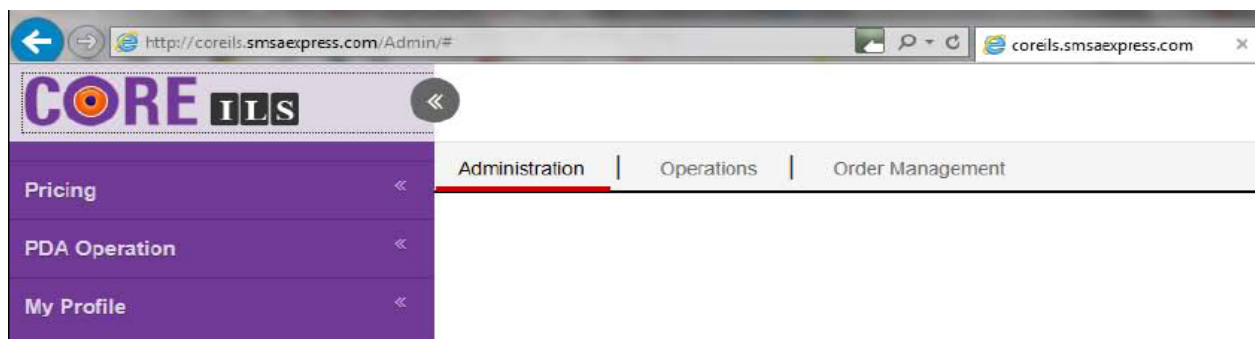 http://coreils.smsaexpress.com/Admin/#
coreils.smsaexpress.com
CORE ILS
Administration | Operations | Order Management
Pricing
PDA Operation
My Profile